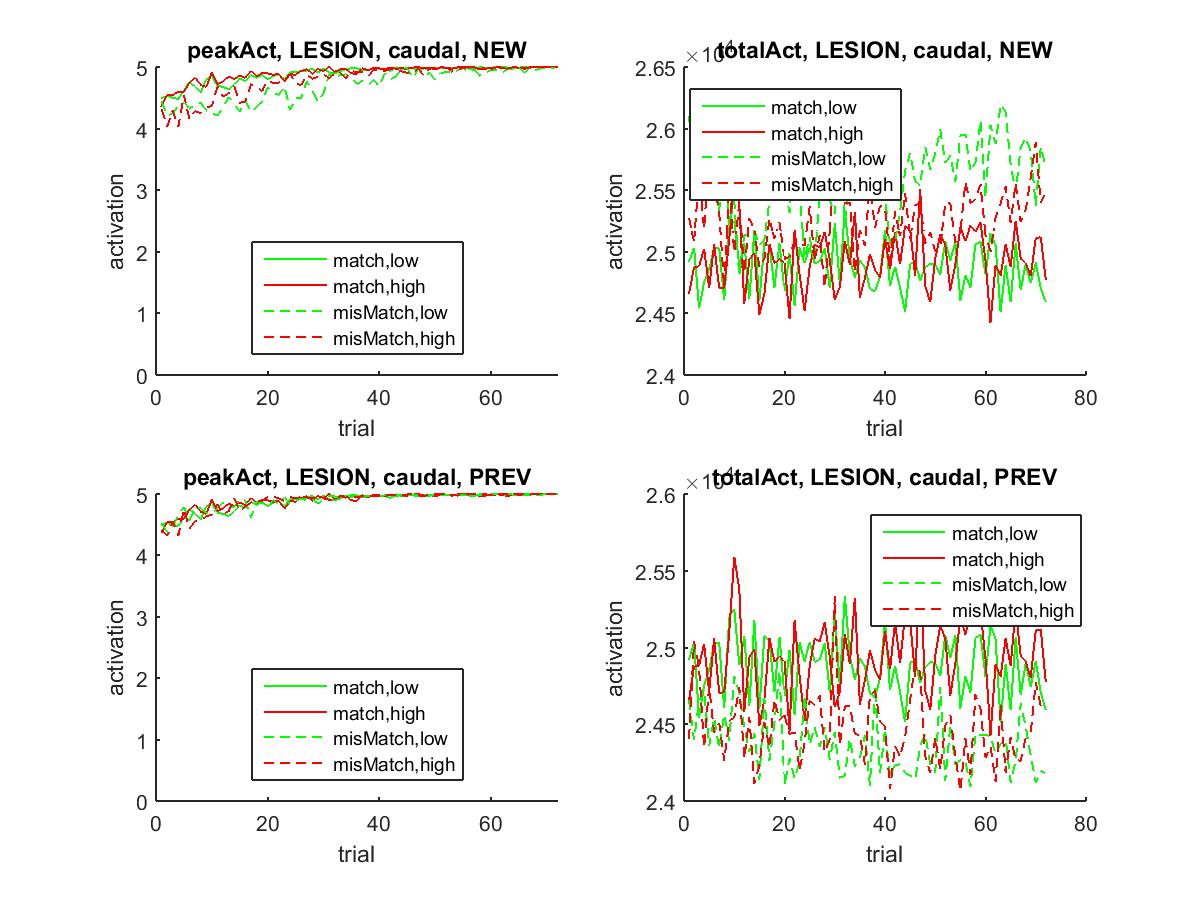 peakAct, LESION, caudal, NEW
5
4
3
2
1
0
activation
match,low
match,high
misMatch,low
misMatch,high
0 20 40 60
trial
×10⁴
totalAct, LESION, caudal, NEW
2.65
2.6
2.55
2.5
2.45
2.4
activation
match,low
match,high
misMatch,low
misMatch,high
0 20 40 60 80
trial
peakAct, LESION, caudal, PREV
5
4
3
2
1
0
activation
match,low
match,high
misMatch,low
misMatch,high
0 20 40 60
trial
×10⁴
totalAct, LESION, caudal, PREV
2.6
2.55
2.5
2.45
2.4
activation
match,low
match,high
misMatch,low
misMatch,high
0 20 40 60 80
trial